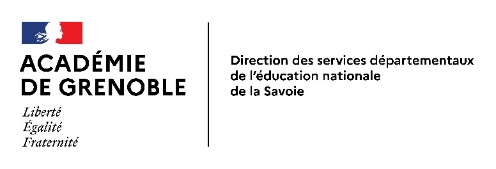 ACADÉMIE
DE GRENOBLE
Liberté
Égalité
Fraternité
Direction des services départementaux
de l'éducation nationale
de la Savoie